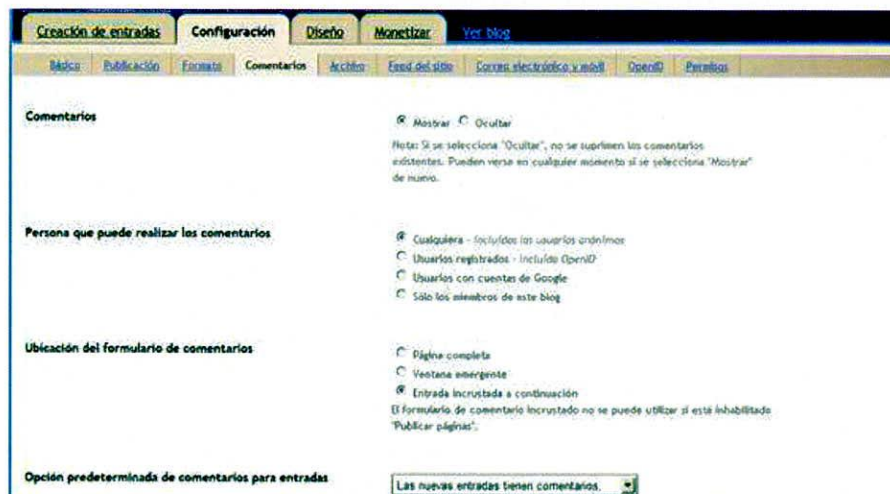 Creación de entradas Configuración Diseño Monetizar Ver blog
Básico Publicación Formato Comentarios Archivo Feed del sitio Correo electrónico y móvil OpenID Permisos
Comentarios
Mostrar Ocultar
Nota: Si se selecciona "Ocultar", no se suprimen los comentarios
existentes. Pueden verse en cualquier momento si se selecciona "Mostrar"
de nuevo.
Persona que puede realizar los comentarios
Cualquiera - incluidos los usuarios anónimos
Usuarios registrados - incluido OpenID
Usuarios con cuentas de Google
Sólo los miembros de este blog
Ubicación del formulario de comentarios
Página completa
Ventana emergente
Entrada incrustada a continuación
El formulario de comentario incrustado no se puede utilizar si está inhabilitado
"Publicar páginas".
Opción predeterminada de comentarios para entradas
Las nuevas entradas tienen comentarios.